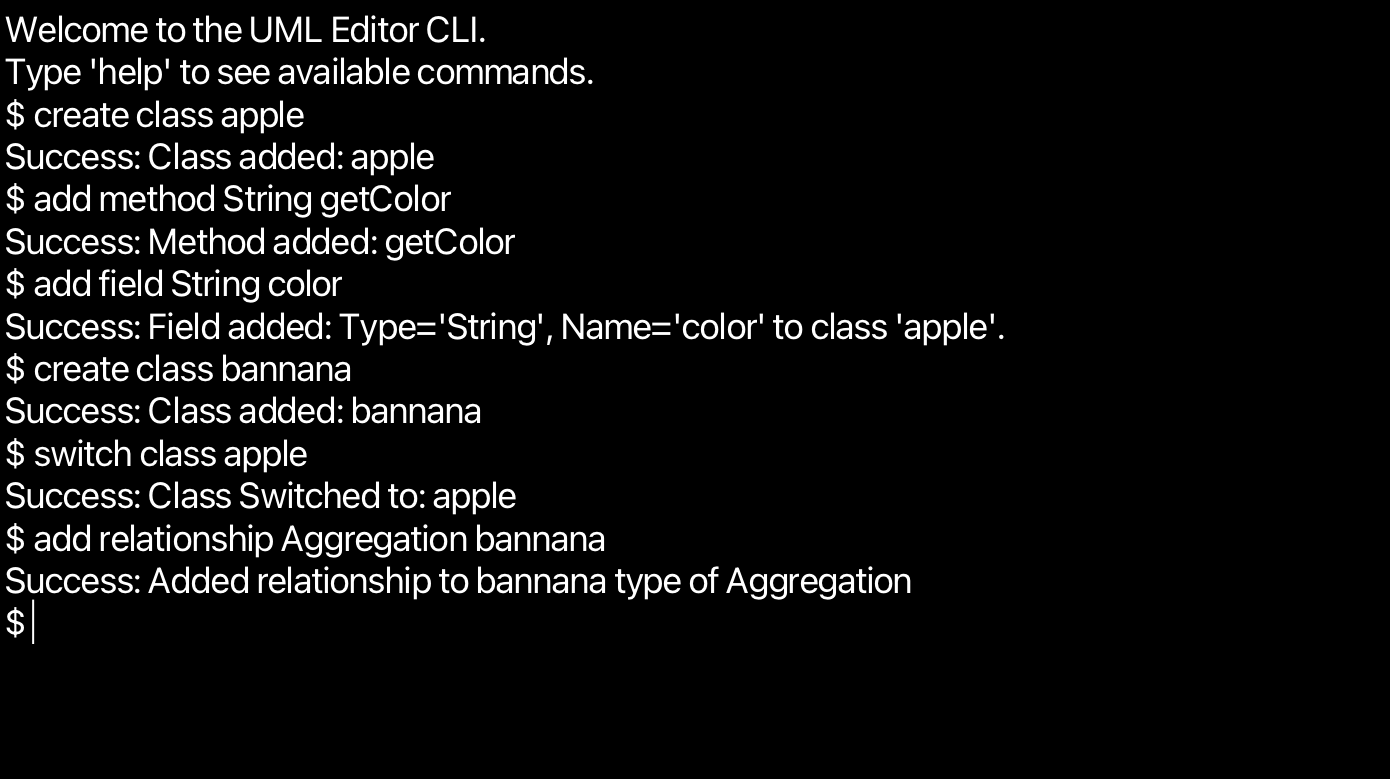 Welcome to the UML Editor CLI.
Type 'help' to see available commands.
$ create class apple
Success: Class added: apple
$ add method String getColor
Success: Method added: getColor
$ add field String color
Success: Field added: Type='String', Name='color' to class 'apple'.
$ create class bannana
Success: Class added: bannana
$ switch class apple
Success: Class Switched to: apple
$ add relationship Aggregation bannana
Success: Added relationship to bannana type of Aggregation
$